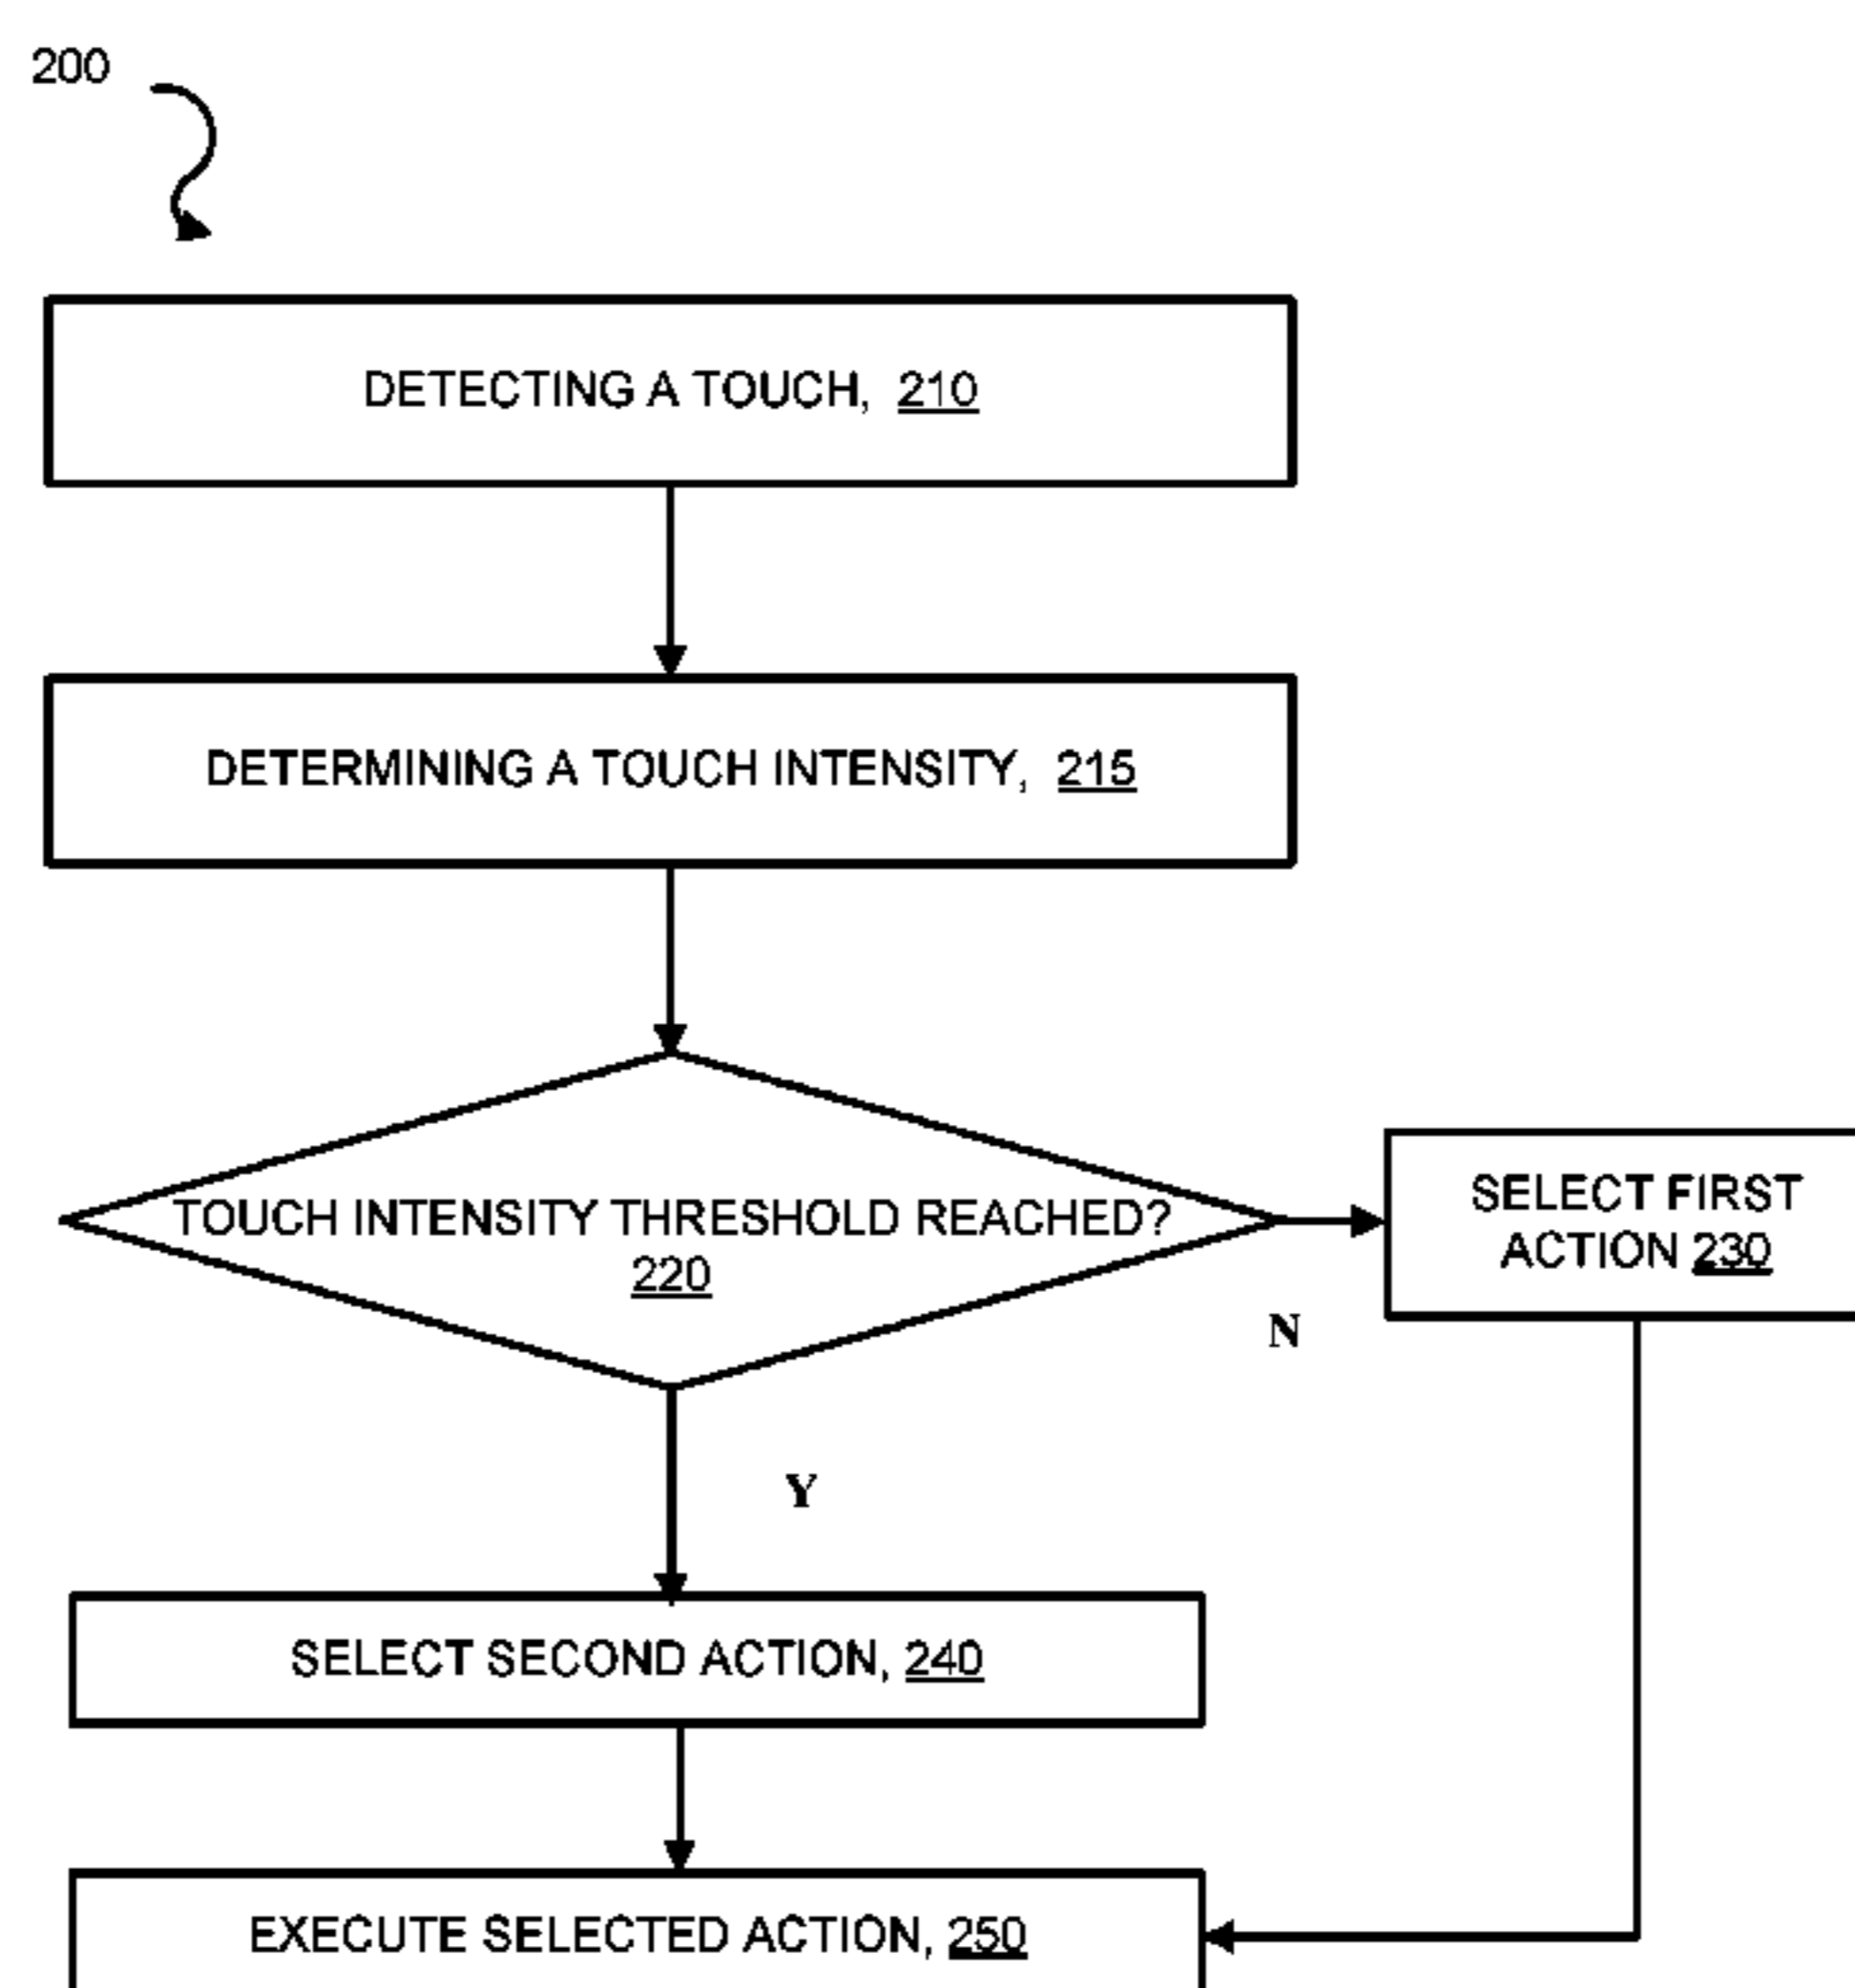 200
DETECTING A TOUCH, 210
DETERMINING A TOUCH INTENSITY, 215
TOUCH INTENSITY THRESHOLD REACHED?
220
SELECT FIRST
ACTION 230
N
Y
SELECT SECOND ACTION, 240
EXECUTE SELECTED ACTION, 250